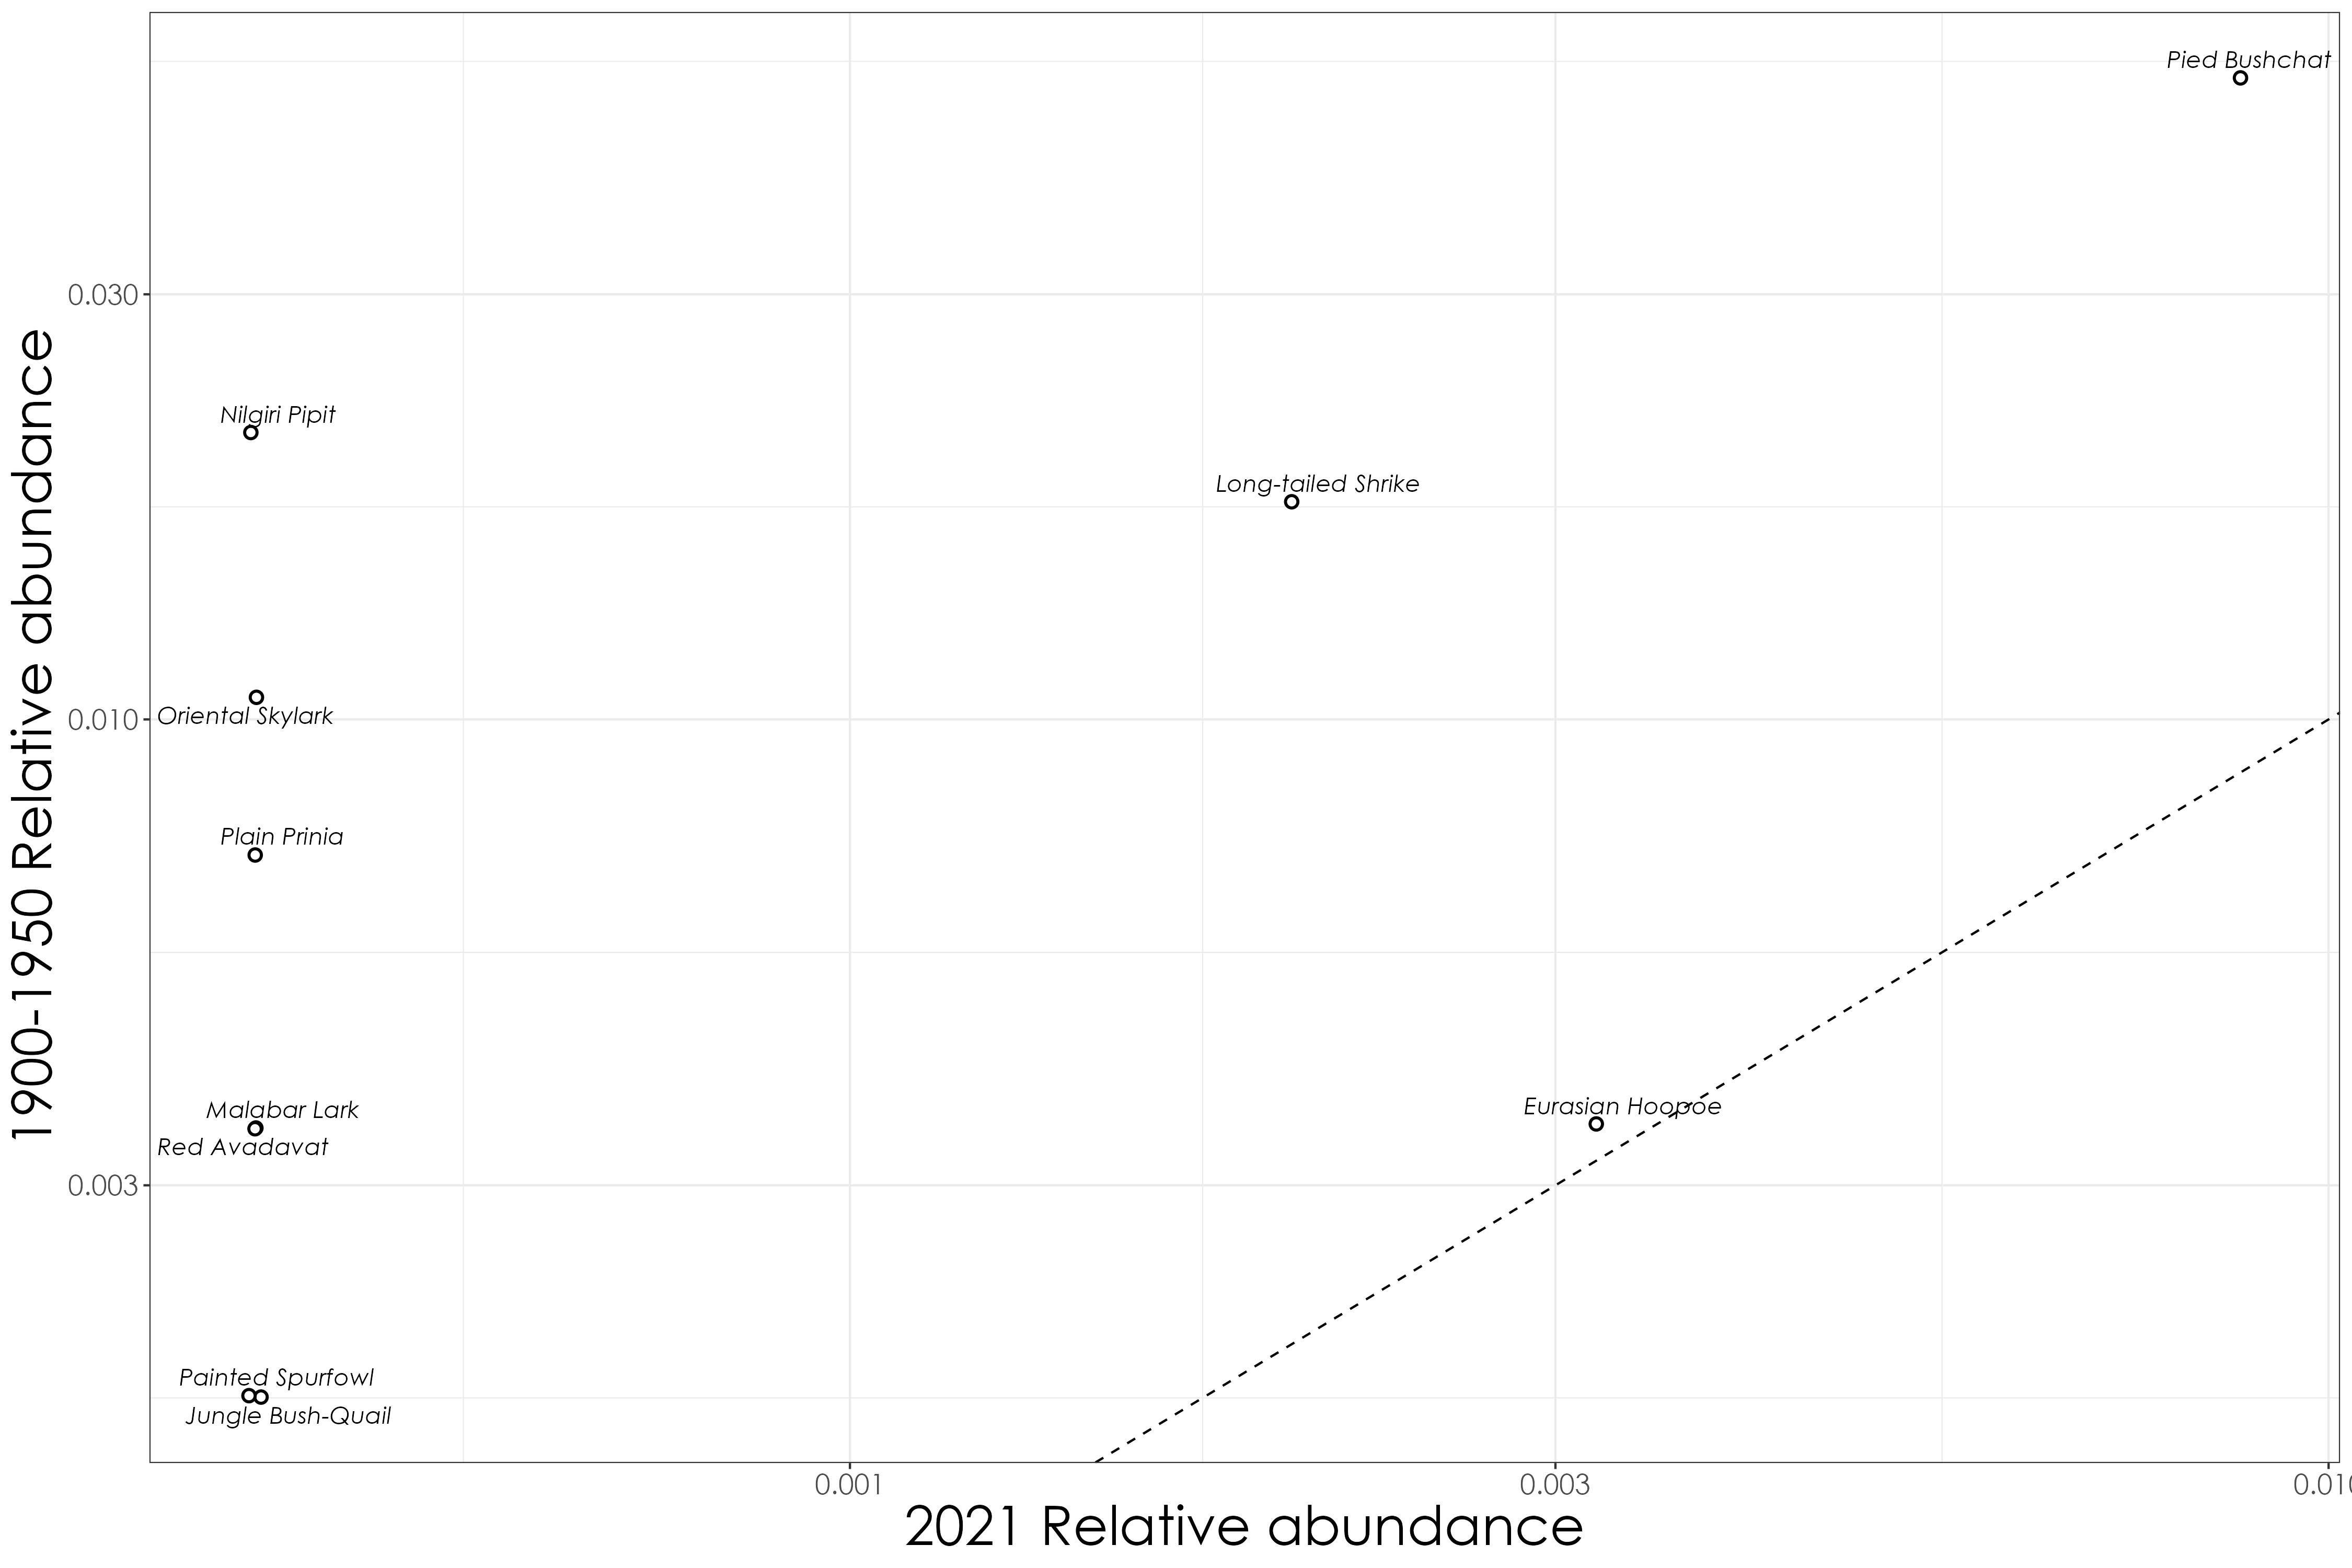 Pied Bushchat
0.030
Nilgiri Pipit
Long-tailed Shrike
Oriental Skylark
0.010
Plain Prinia
Malabar Lark
Eurasian Hoopoe
Red Avadavat
0.003
Painted Spurfowl
Jungle Bush-Quail
0.001
0.003
0.010
2021 Relative abundance
1900-1950 Relative abundance